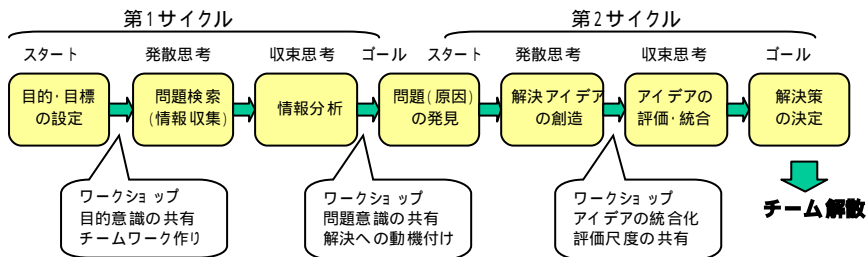 第1サイクル
第2サイクル
スタート
発散思考
収束思考
ゴール
スタート
発散思考
収束思考
ゴール
目的・目標
の設定
問題検索
(情報収集)
情報分析
問題(原因)
の発見
解決アイデア
の創造
アイデアの
評価・統合
解決策
の決定
ワークショップ
目的意識の共有
チームワーク作り
ワークショップ
問題意識の共有
解決への動機付け
ワークショップ
アイデアの統合化
評価尺度の共有
チーム解散